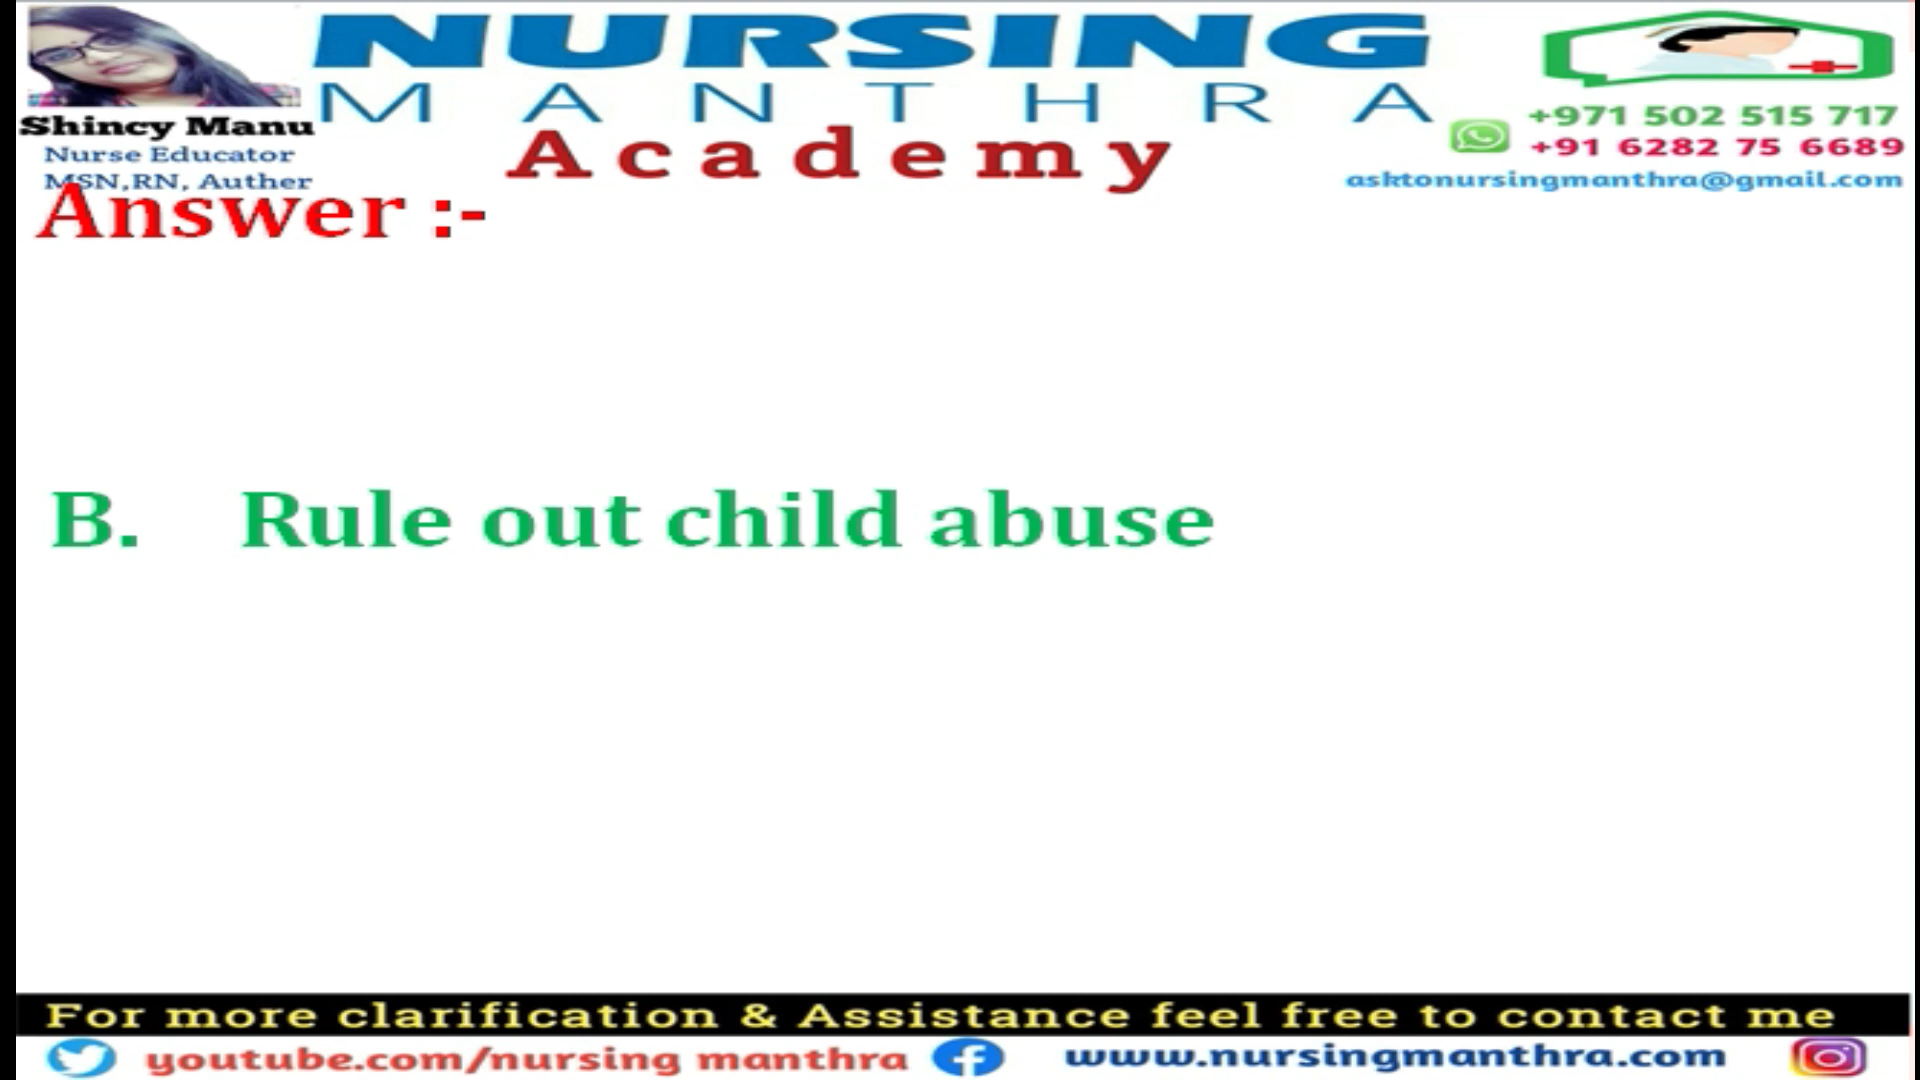 NURSING
MANTHRA
Academy
Shincy Manu
Nurse Educator
MSN,RN, Auther
+971 502 515 717
+91 6282 75 6689
asktonursingmanthra@gmail.com
Answer :-
B. Rule out child abuse
For more clarification & Assistance feel free to contact me
youtube.com/nursing manthra
www.nursingmanthra.com